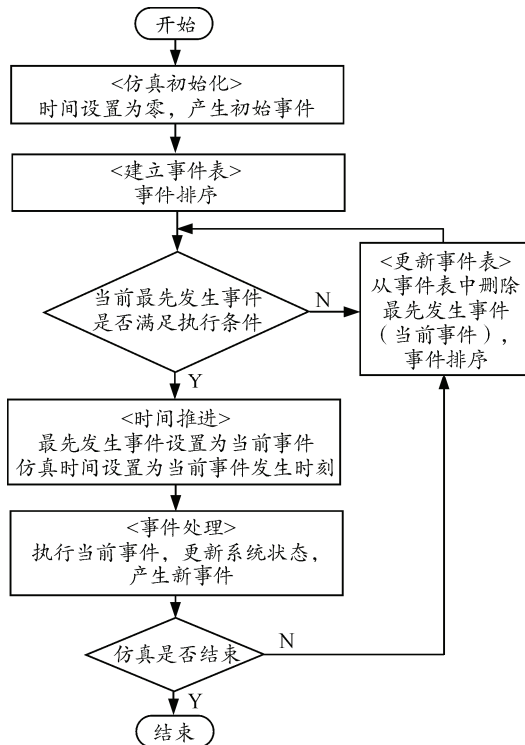 开始
<仿真初始化>
时间设置为零，产生初始事件
<建立事件表>
事件排序
当前最先发生事件
是否满足执行条件
N
<更新事件表>
从事件表中删除
最先发生事件
（当前事件），
事件排序
Y
<时间推进>
最先发生事件设置为当前事件
仿真时间设置为当前事件发生时刻
<事件处理>
执行当前事件，更新系统状态，
产生新事件
仿真是否结束
N
Y
结束